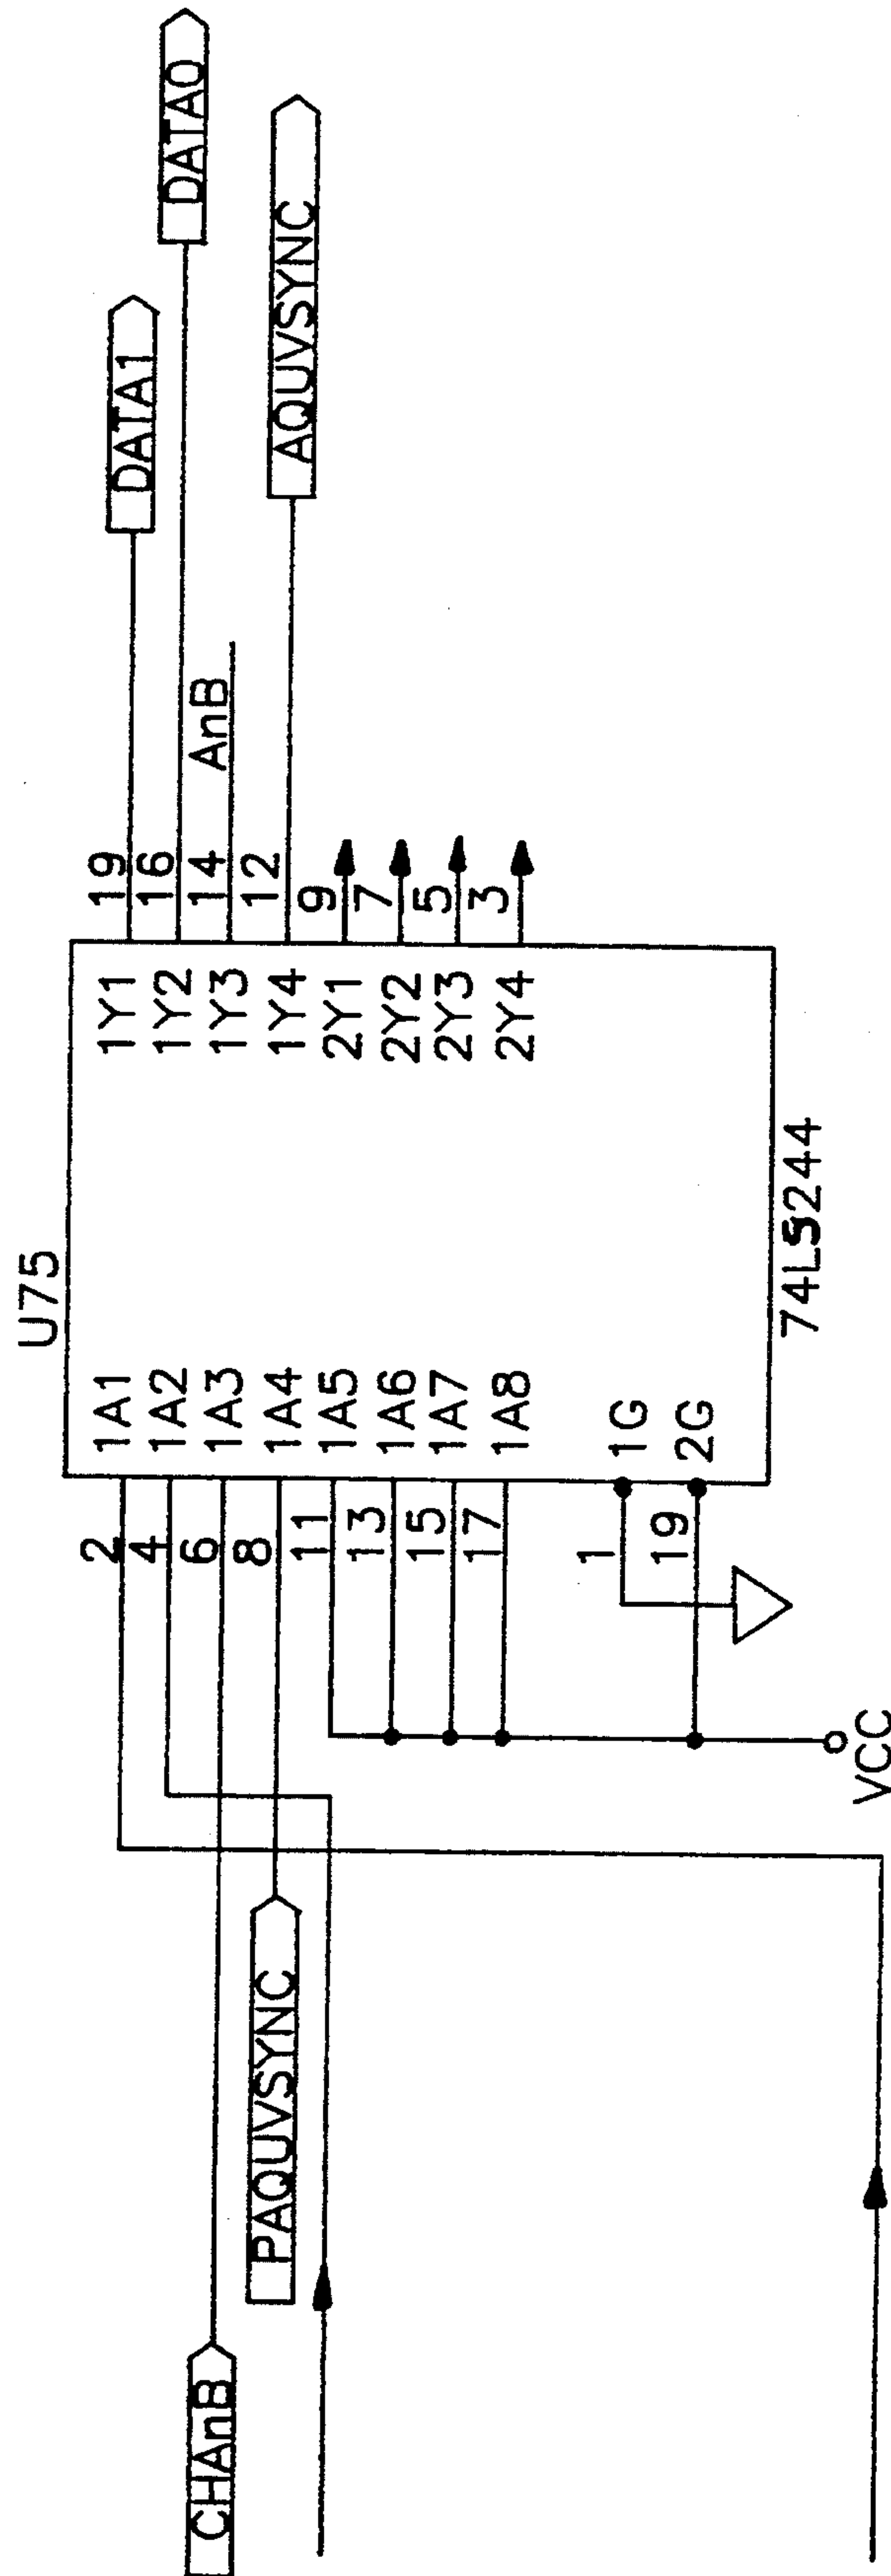 U75
CHAnB
PAQUVSYNC
2
4
6
8
11
13
15
17
1
19
1A1
1A2
1A3
1A4
1A5
1A6
1A7
1A8
1G
2G
1Y1
1Y2
1Y3
1Y4
2Y1
2Y2
2Y3
2Y4
19
16
14
12
9
7
5
3
AnB
DATA1
DATA0
AQUVSYNC
VCC
74LS244